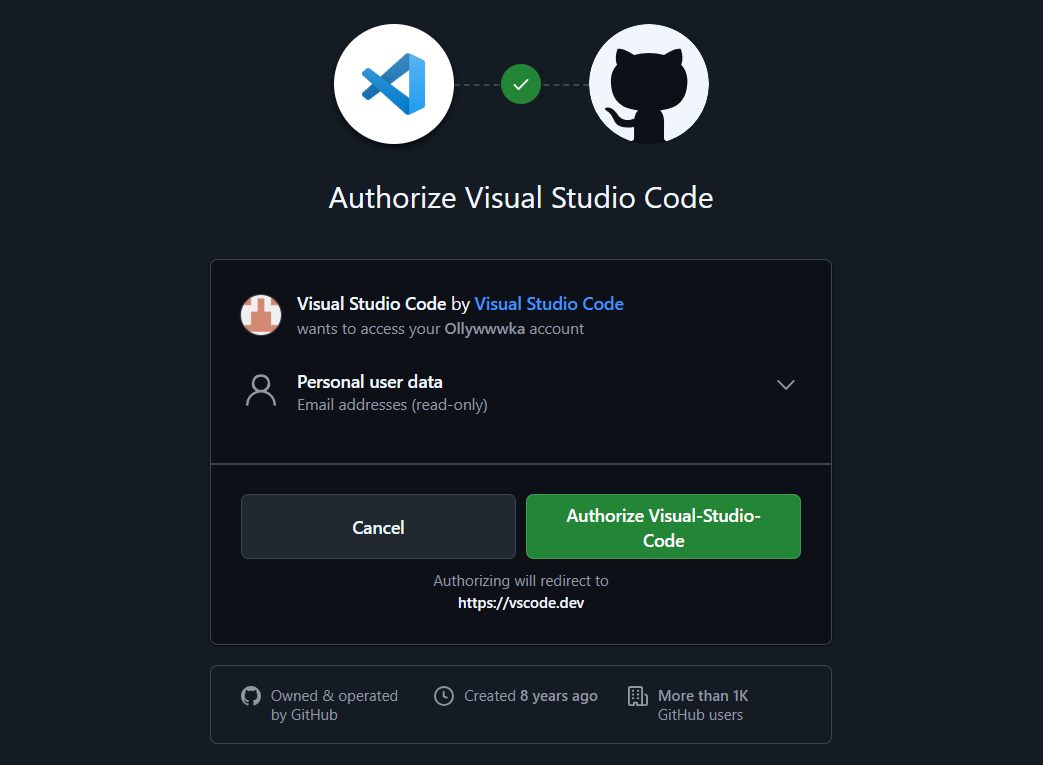 Authorize Visual Studio Code
Visual Studio Code by Visual Studio Code
wants to access your Ollywwwka account
Personal user data
Email addresses (read-only)
Cancel
Authorize Visual-Studio-
Code
Authorizing will redirect to
https://vscode.dev
Owned & operated
by GitHub
Created 8 years ago
More than 1K
GitHub users